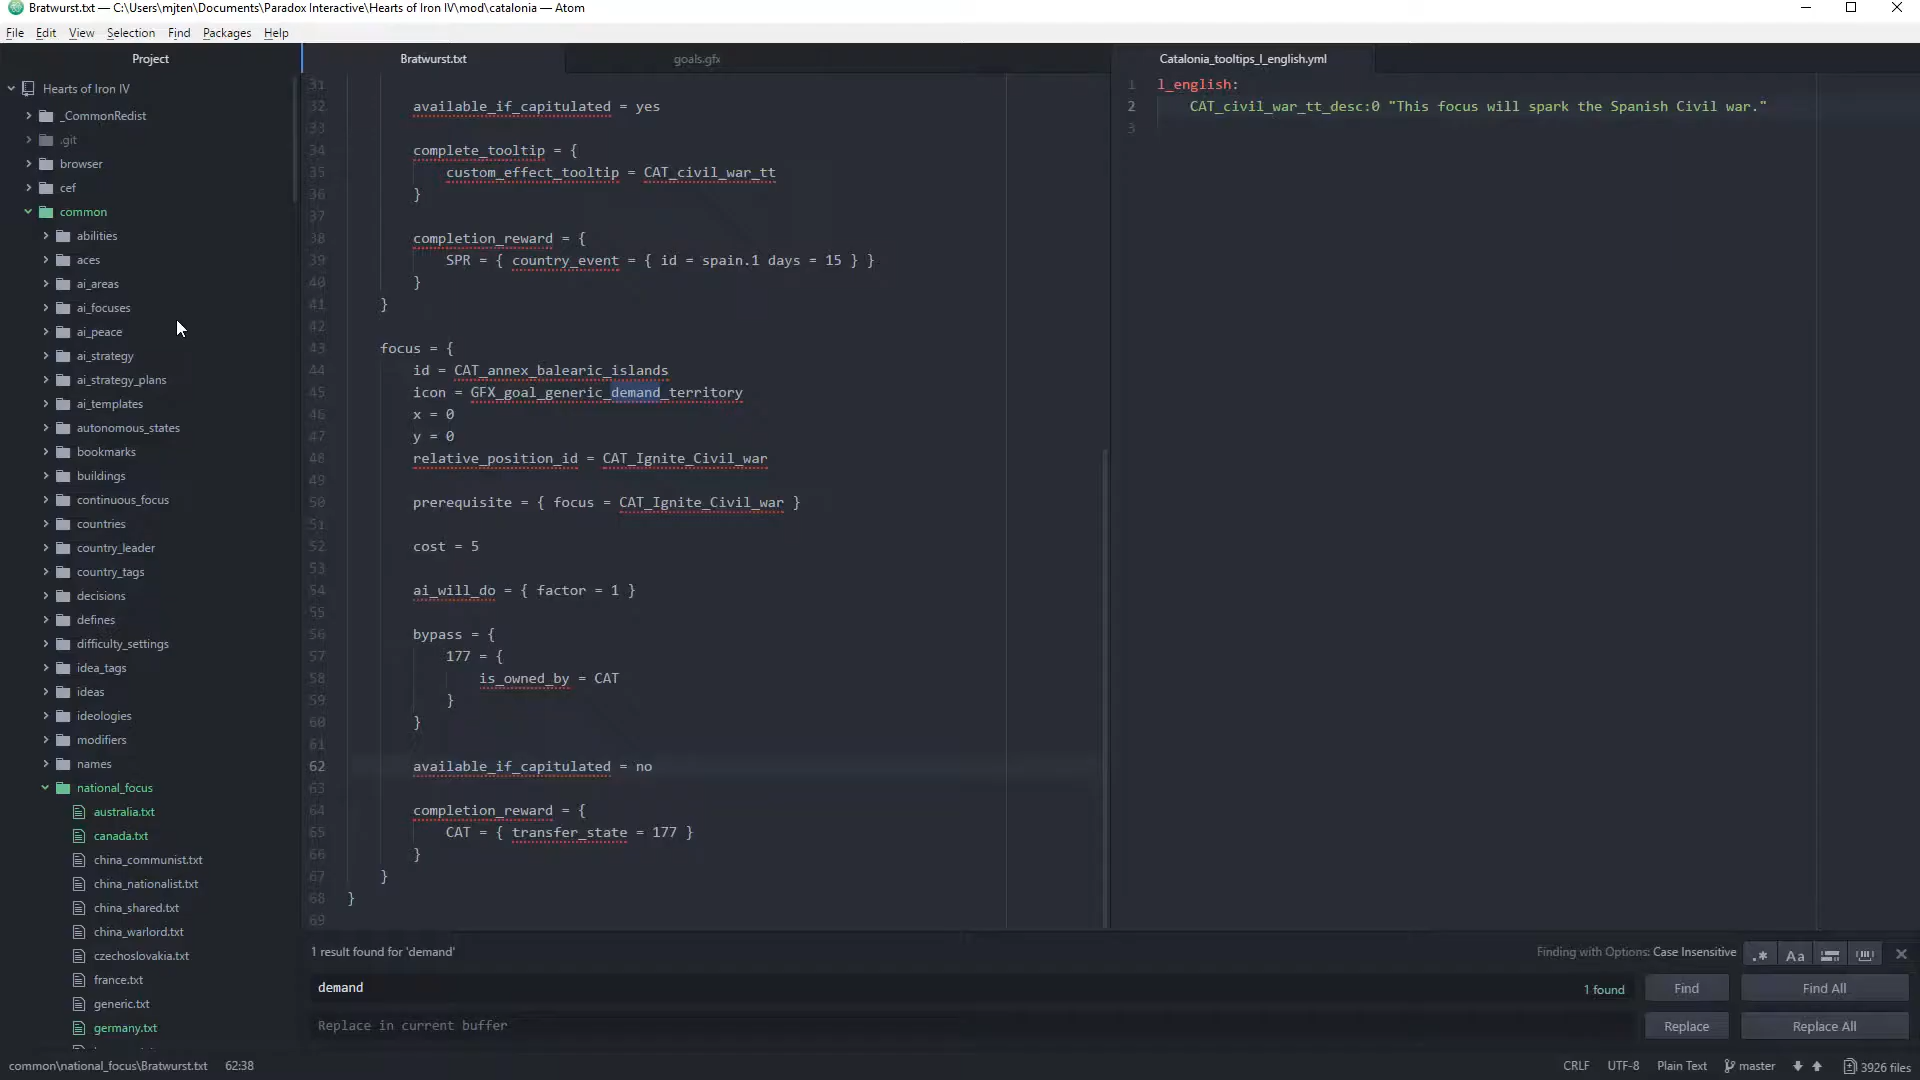 Bratwurst.txt — C:\Users\mjten\Documents\Paradox Interactive\Hearts of Iron IV\mod\catalonia — Atom
File Edit View Selection Find Packages Help
Project
Hearts of Iron IV
_CommonRedist
.git
browser
cef
common
abilities
aces
ai_areas
ai_focuses
ai_peace
ai_strategy
ai_strategy_plans
ai_templates
autonomous_states
bookmarks
buildings
continuous_focus
countries
country_leader
country_tags
decisions
defines
difficulty_settings
idea_tags
ideas
ideologies
modifiers
names
national_focus
australia.txt
canada.txt
china_communist.txt
china_nationalist.txt
china_shared.txt
china_warlord.txt
czechoslovakia.txt
france.txt
generic.txt
germany.txt
Bratwurst.txt goals.gfx
31
32 available_if_capitulated = yes
33
34 complete_tooltip = {
35 custom_effect_tooltip = CAT_civil_war_tt
36 }
37
38 completion_reward = {
39 SPR = { country_event = { id = spain.1 days = 15 } }
40 }
41 }
42
43 focus = {
44 id = CAT_annex_balearic_islands
45 icon = GFX_goal_generic_demand_territory
46 x = 0
47 y = 0
48 relative_position_id = CAT_Ignite_Civil_war
49
50 prerequisite = { focus = CAT_Ignite_Civil_war }
51
52 cost = 5
53
54 ai_will_do = { factor = 1 }
55
56 bypass = {
57 177 = {
58 is_owned_by = CAT
59 }
60 }
61
62 available_if_capitulated = no
63
64 completion_reward = {
65 CAT = { transfer_state = 177 }
66 }
67 }
68 }
69
Catalonia_tooltips_l_english.yml
1 l_english:
2 CAT_civil_war_tt_desc:0 "This focus will spark the Spanish Civil war."
3
1 result found for 'demand'
Finding with Options: Case Insensitive .* Aa
demand 1 found Find Find All
Replace in current buffer Replace Replace All
common\national_focus\Bratwurst.txt 62:38 CRLF UTF-8 Plain Text master 3926 files